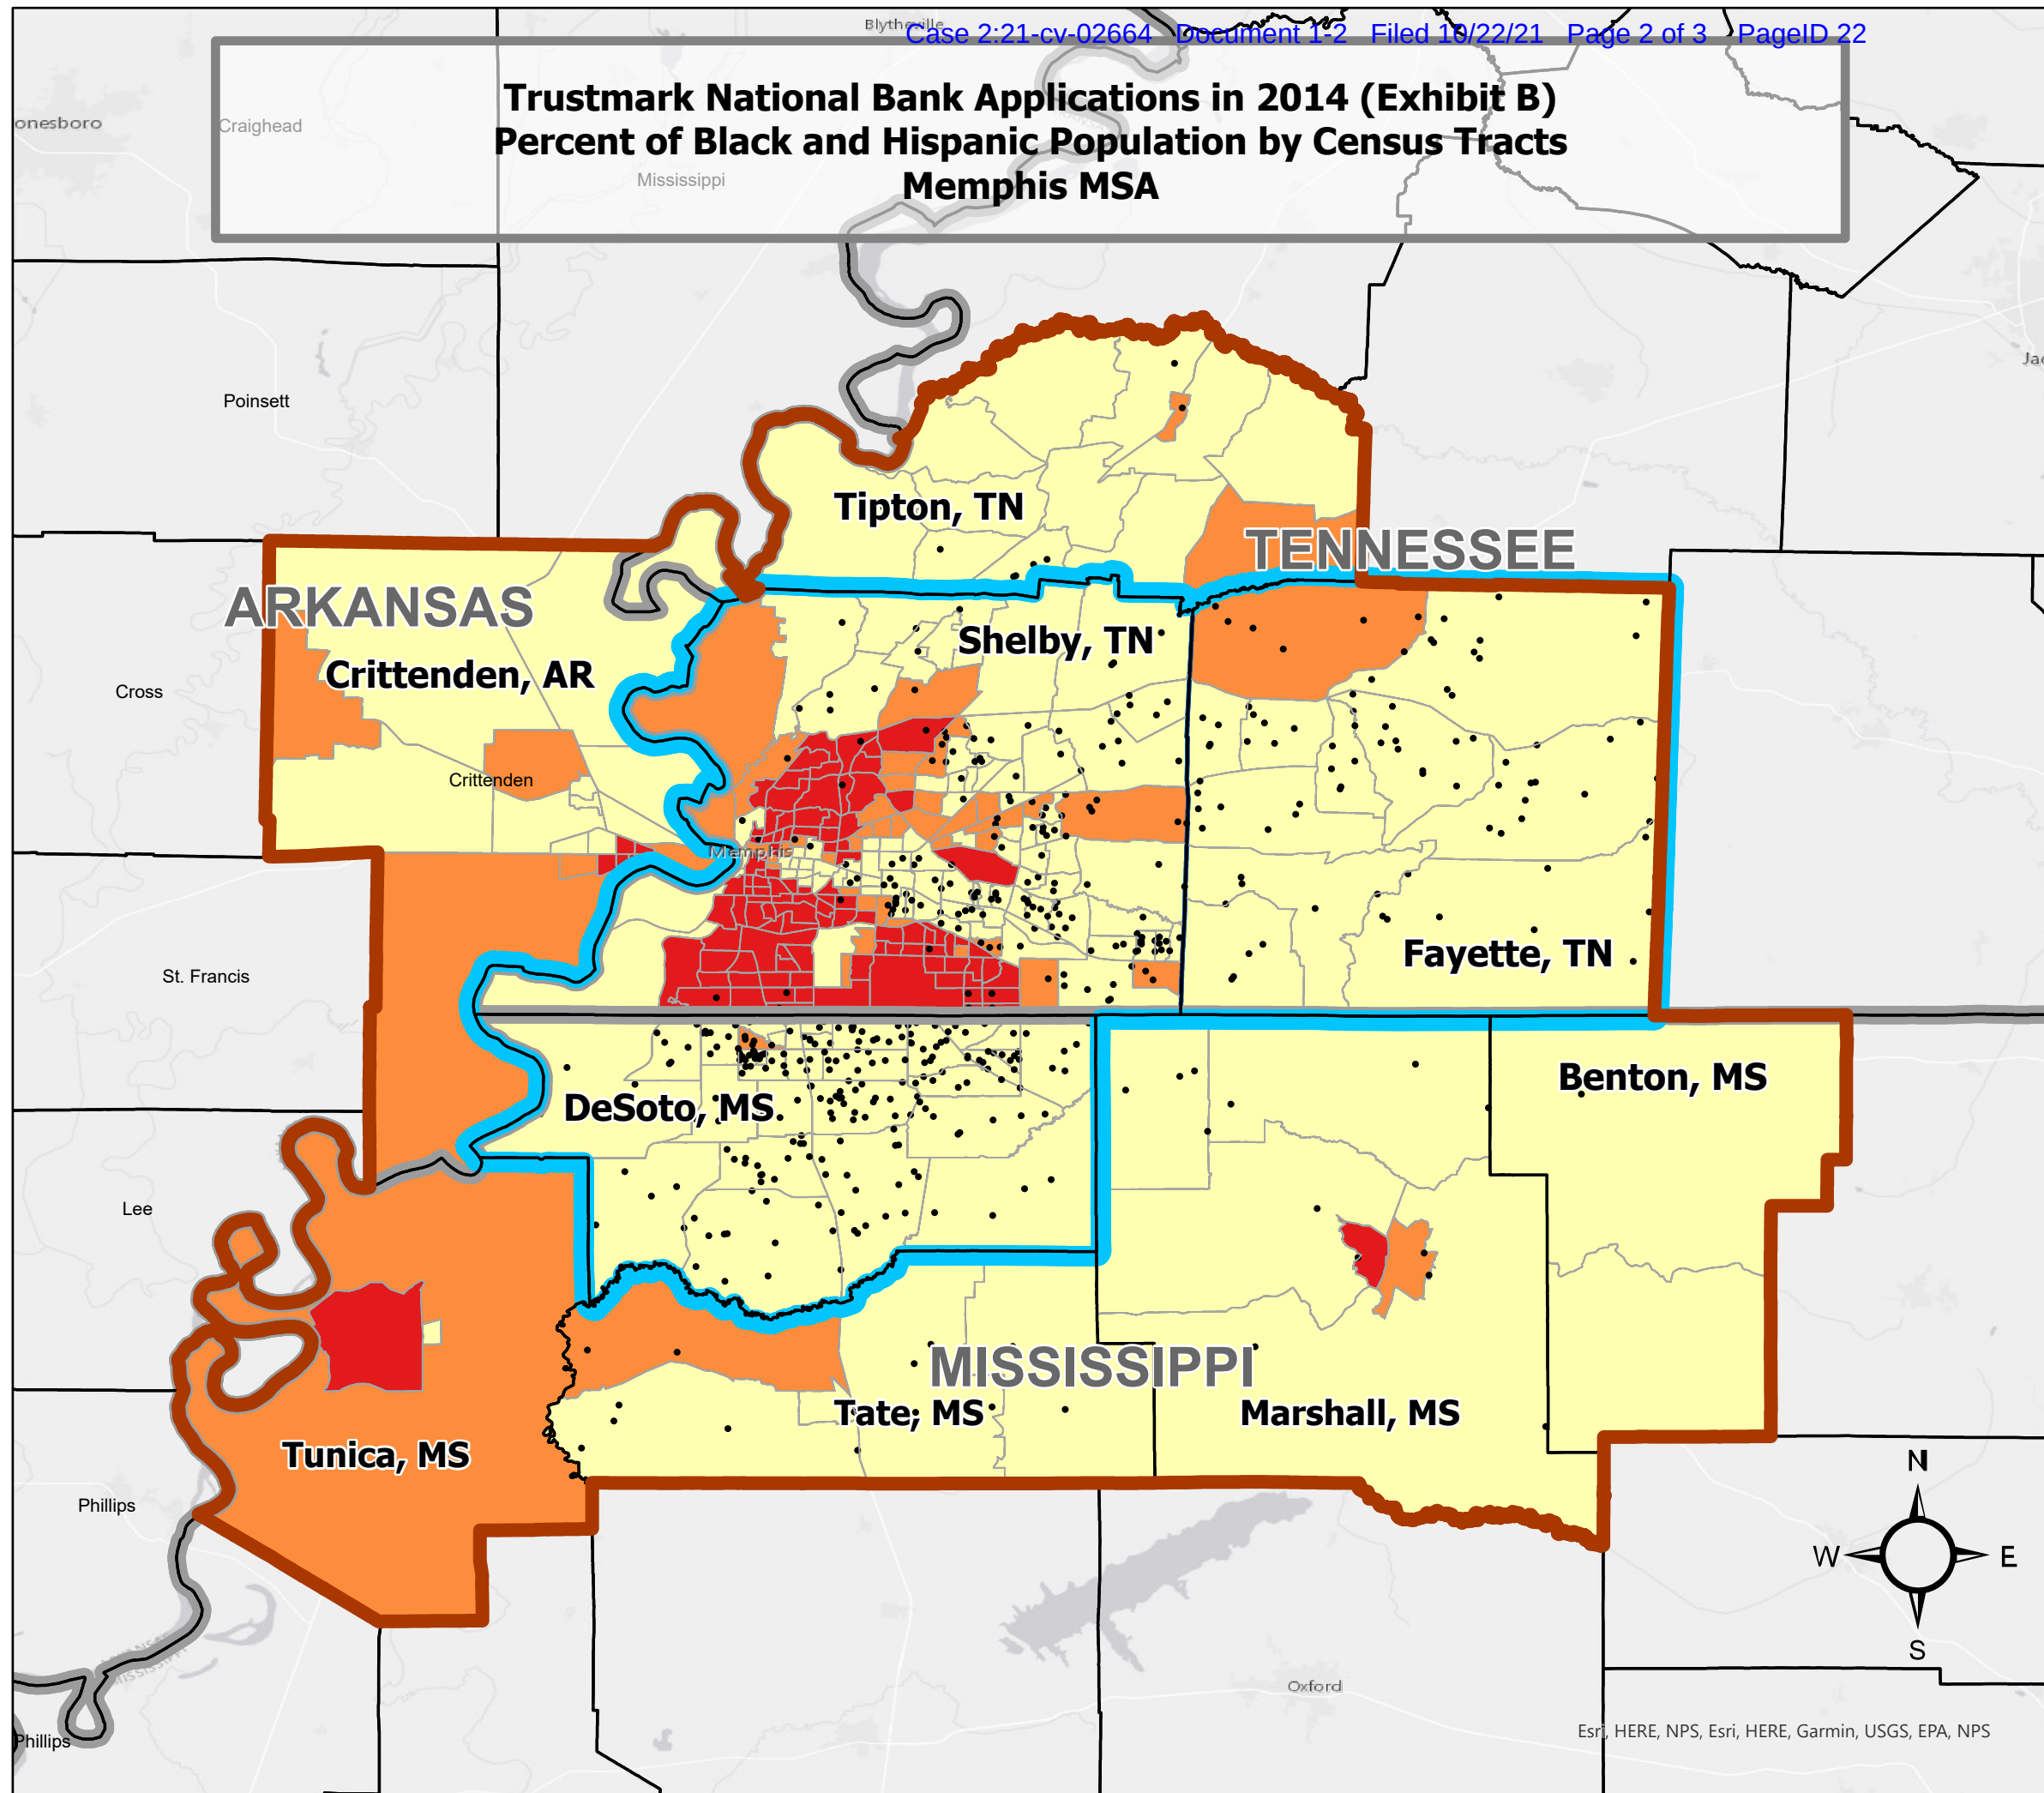 Blytheville
Case 2:21-cv-02664 Document 1-2 Filed 10/22/21 Page 2 of 3 PageID 22
Trustmark National Bank Applications in 2014 (Exhibit B)
Percent of Black and Hispanic Population by Census Tracts
Memphis MSA
onesboro
Craighead
Mississippi
Jac
Poinsett
Tipton, TN
TENNESSEE
ARKANSAS
Shelby, TN
Crittenden, AR
Cross
Crittenden
Memphis
Fayette, TN
St. Francis
Benton, MS
DeSoto, MS
Lee
MISSISSIPPI
Tate, MS
Marshall, MS
Tunica, MS
N
Phillips
W
E
S
Oxford
Phillips
Esri, HERE, NPS, Esri, HERE, Garmin, USGS, EPA, NPS